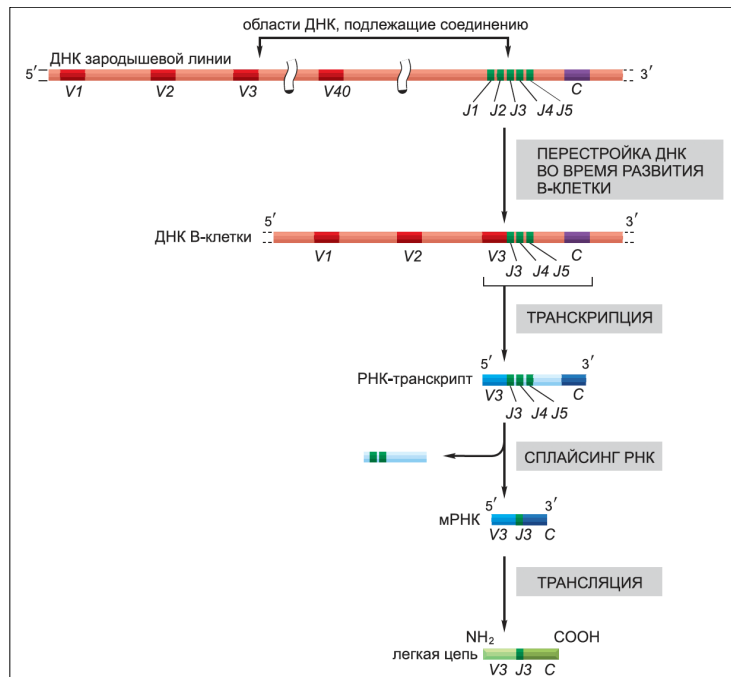 области ДНК, подлежащие соединению
ДНК зародышевой линии
5′ 3′
V1 V2 V3 V40 J1 J2 J3 J4 J5 C
ПЕРЕСТРОЙКА ДНК
ВО ВРЕМЯ РАЗВИТИЯ
В-КЛЕТКИ
5′ 3′
ДНК В-клетки
V1 V2 V3 J3 J4 J5 C
ТРАНСКРИПЦИЯ
5′ 3′
РНК-транскрипт
V3 J3 J4 J5 C
СПЛАЙСИНГ РНК
5′ 3′
мРНК
V3 J3 C
ТРАНСЛЯЦИЯ
NH₂ COOH
легкая цепь
V3 J3 C